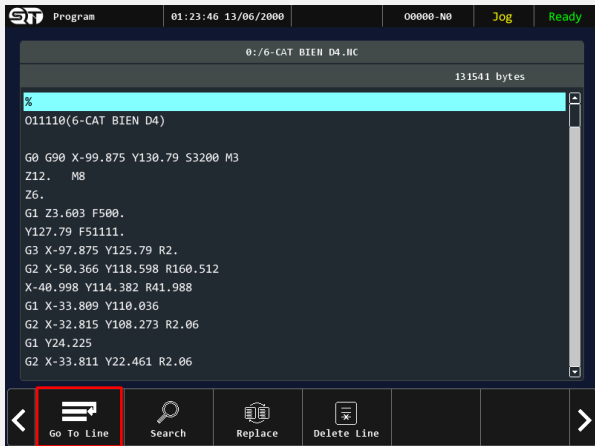 Program 01:23:46 13/06/2000 O0000-N0 Jog Ready
0:/6-CAT BIEN D4.NC
131541 bytes
%
O11110(6-CAT BIEN D4)
G0 G90 X-99.875 Y130.79 S3200 M3
Z12. M8
Z6.
G1 Z3.603 F500.
Y127.79 F51111.
G3 X-97.875 Y125.79 R2.
G2 X-50.366 Y118.598 R160.512
X-40.998 Y114.382 R41.988
G1 X-33.809 Y110.036
G2 X-32.815 Y108.273 R2.06
G1 Y24.225
G2 X-33.811 Y22.461 R2.06
Go To Line Search Replace Delete Line